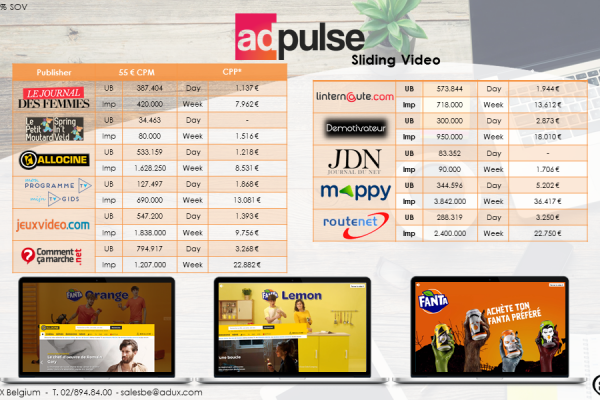 % SOV
adpulse
Sliding Video
Publisher 55 € CPM CPP*
LE JOURNAL DES FEMMES UB 387.404 Day 1.137 €
Imp 420.000 Week 7.962 €
Le Petit Moutard Spring In't Veld UB 34.463 Day -
Imp 80.000 Week 1.516 €
ALLOCINE UB 533.159 Day 1.218 €
Imp 1.628.250 Week 8.531 €
PROGRAMME TV UB 127.497 Day 1.868 €
TV GIDS Imp 690.000 Week 13.081 €
jeuxvideo.com UB 547.200 Day 1.393 €
Imp 1.838.000 Week 9.756 €
Comment ça marche.net UB 794.917 Day 3.268 €
Imp 1.207.000 Week 22.882 €
linternaute.com UB 573.844 Day 1.944 €
Imp 718.000 Week 13.612 €
Demotivateur UB 300.000 Day 2.873 €
Imp 950.000 Week 18.010 €
JDN JOURNAL DU NET UB 83.352 Day -
Imp 90.000 Week 1.706 €
mappy UB 344.596 Day 5.202 €
Imp 3.842.000 Week 36.417 €
routenet UB 288.319 Day 3.250 €
Imp 2.400.000 Week 22.750 €
FANTA Orange
ALLOCINE
FANTA Lemon
FANTA
ACHÈTE TON
FANTA PRÉFÉRÉ
X Belgium - T. 02/894.84.00 - salesbe@adux.com